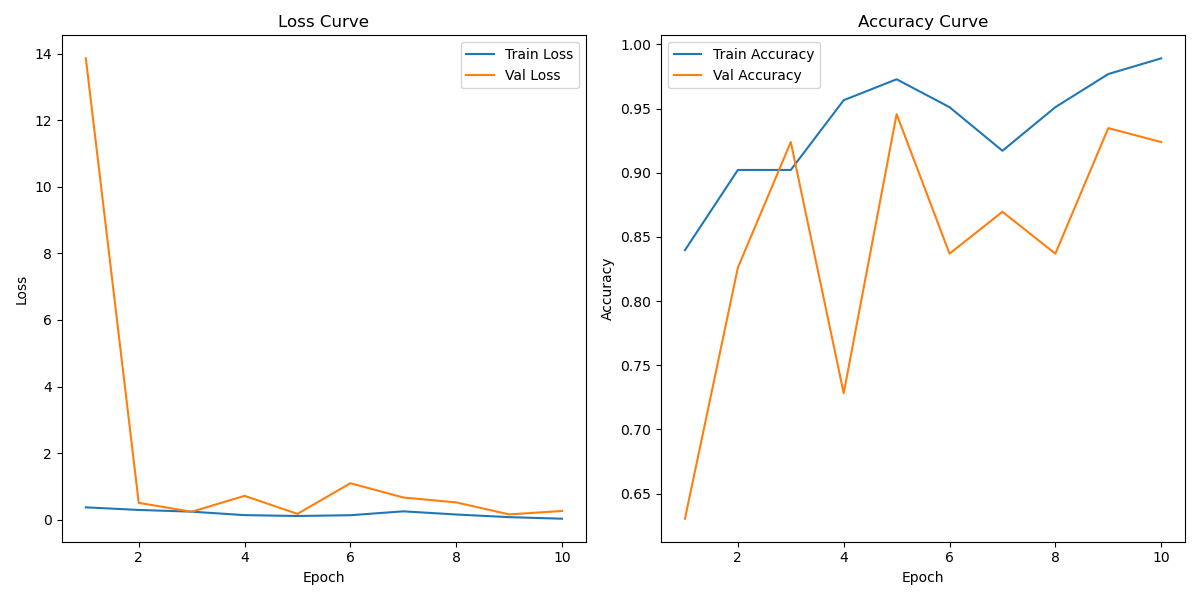 Loss Curve
14
12
10
8
6
4
2
0
Loss
2 4 6 8 10
Epoch
Train Loss
Val Loss
Accuracy Curve
1.00
0.95
0.90
0.85
0.80
0.75
0.70
0.65
Accuracy
2 4 6 8 10
Epoch
Train Accuracy
Val Accuracy